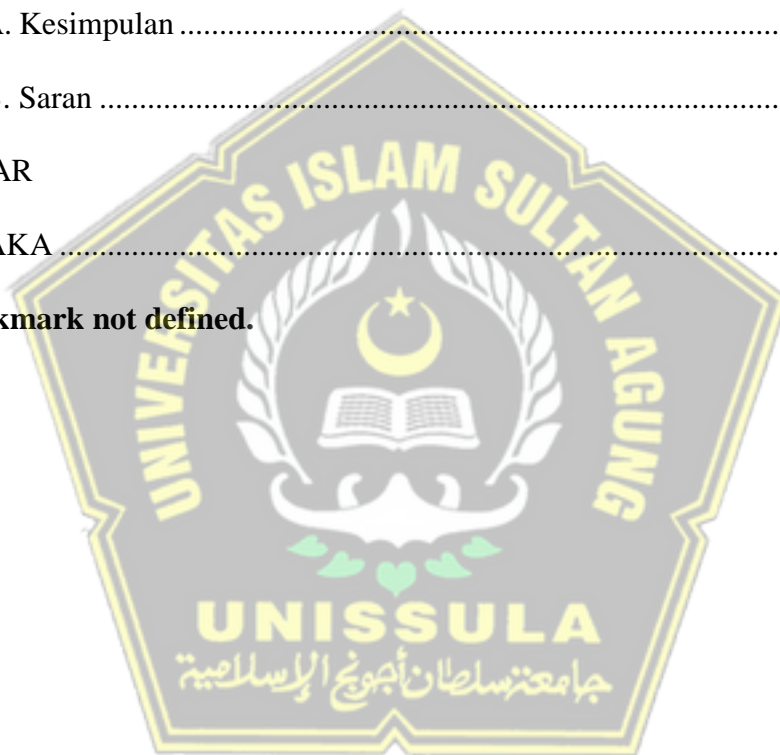 A. Kesimpulan ...............................................................................
. Saran ...............................................................................
AR
AKA ...............................................................................
kmark not defined.
UNIVERSITAS ISLAM SULTAN AGUNG
UNISSULA
جامعة سلطان أجونج الإسلامية